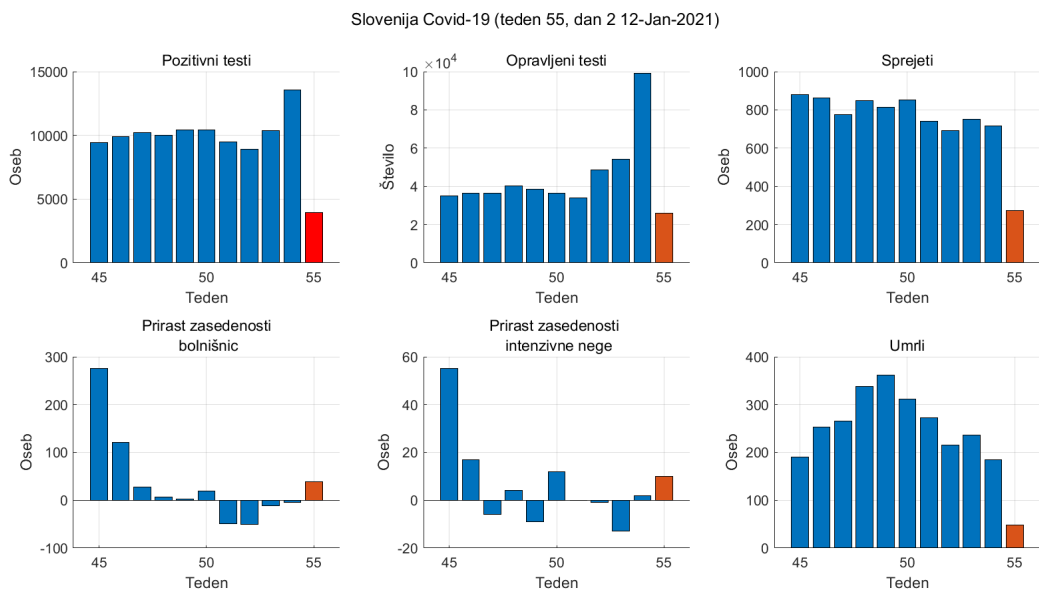 Slovenija Covid-19 (teden 55, dan 2 12-Jan-2021)
Pozitivni testi
15000
10000
5000
0
Oseb
45 50 55
Teden
Opravljeni testi
×10⁴
10
8
6
4
2
0
Število
45 50 55
Teden
Sprejeti
1000
800
600
400
200
0
Oseb
45 50 55
Teden
Prirast zasedenosti
bolnišnic
300
200
100
0
-100
Oseb
45 50 55
Teden
Prirast zasedenosti
intenzivne nege
60
40
20
0
-20
Oseb
45 50 55
Teden
Umrli
400
300
200
100
0
Oseb
45 50 55
Teden